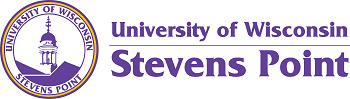 UNIVERSITY OF WISCONSIN
STEVENS POINT
University of Wisconsin
Stevens Point